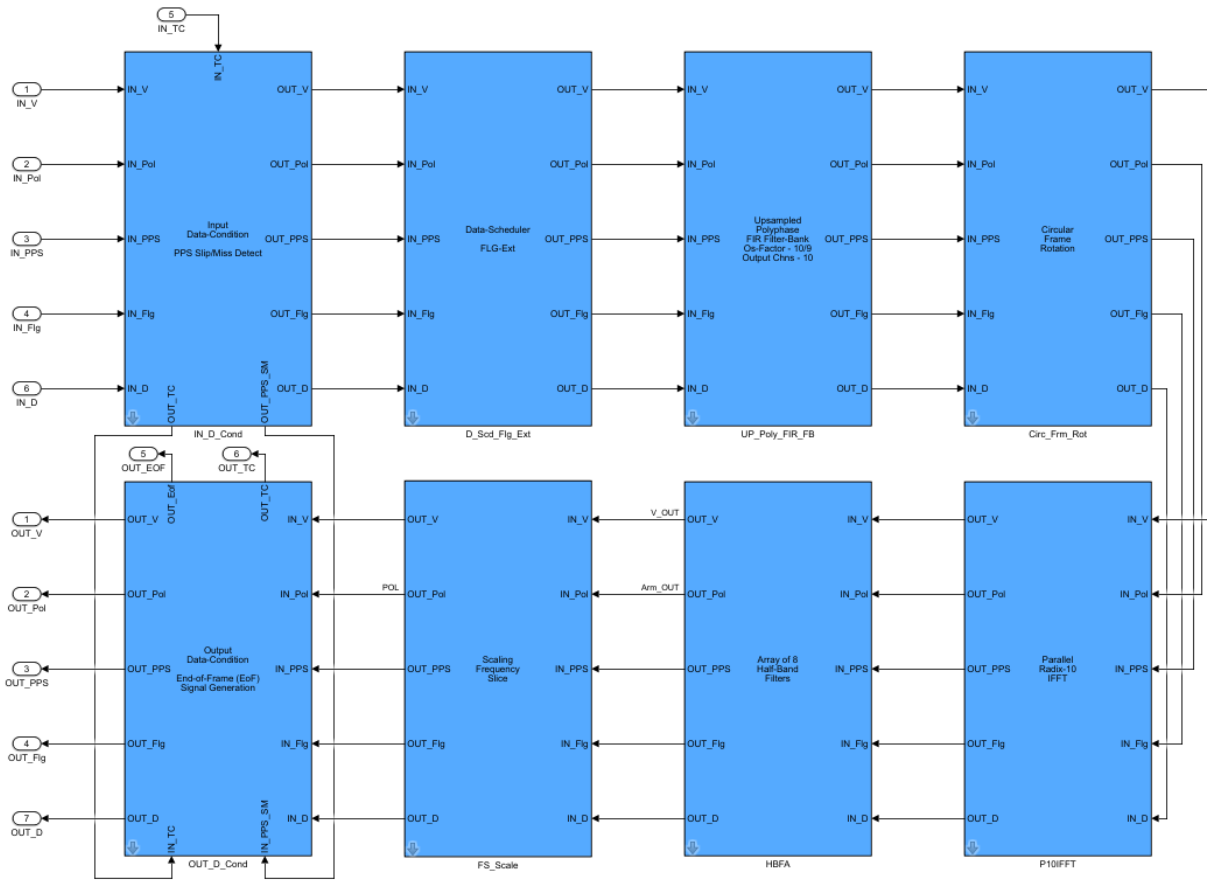 5
IN_TC
1
IN_V
2
IN_Pol
3
IN_PPS
4
IN_Flg
6
IN_D
IN_TC
IN_V
OUT_V
IN_Pol
OUT_Pol
Input
Data-Condition
PPS Slip/Miss Detect
IN_PPS
OUT_PPS
IN_Flg
OUT_Flg
IN_D
OUT_D
OUT_TC
OUT_PPS_SM
IN_D_Cond
IN_V
OUT_V
IN_Pol
OUT_Pol
Data-Scheduler
FLG-Ext
IN_PPS
OUT_PPS
IN_Flg
OUT_Flg
IN_D
OUT_D
D_Scd_Flg_Ext
IN_V
OUT_V
IN_Pol
OUT_Pol
Upsampled
Polyphase
FIR Filter-Bank
Os-Factor - 10/9
Output Chns - 10
IN_PPS
OUT_PPS
IN_Flg
OUT_Flg
IN_D
OUT_D
UP_Poly_FIR_FB
IN_V
OUT_V
IN_Pol
OUT_Pol
Circular
Frame
Rotation
IN_PPS
OUT_PPS
IN_Flg
OUT_Flg
IN_D
OUT_D
Circ_Frm_Rot
5
OUT_EOF
6
OUT_TC
1
OUT_V
2
OUT_Pol
3
OUT_PPS
4
OUT_Flg
7
OUT_D
OUT_Eof
OUT_TC
OUT_V
IN_V
OUT_Pol
IN_Pol
Output
Data-Condition
End-of-Frame (EoF)
Signal Generation
OUT_PPS
IN_PPS
OUT_Flg
IN_Flg
OUT_D
IN_D
IN_TC
IN_PPS_SM
OUT_D_Cond
POL
OUT_V
IN_V
OUT_Pol
IN_Pol
Scaling
Frequency
Slice
OUT_PPS
IN_PPS
OUT_Flg
IN_Flg
OUT_D
IN_D
FS_Scale
V_OUT
Arm_OUT
OUT_V
IN_V
OUT_Pol
IN_Pol
Array of 8
Half-Band
Filters
OUT_PPS
IN_PPS
OUT_Flg
IN_Flg
OUT_D
IN_D
HBFA
OUT_V
IN_V
OUT_Pol
IN_Pol
Parallel
Radix-10
IFFT
OUT_PPS
IN_PPS
OUT_Flg
IN_Flg
OUT_D
IN_D
P10IFFT